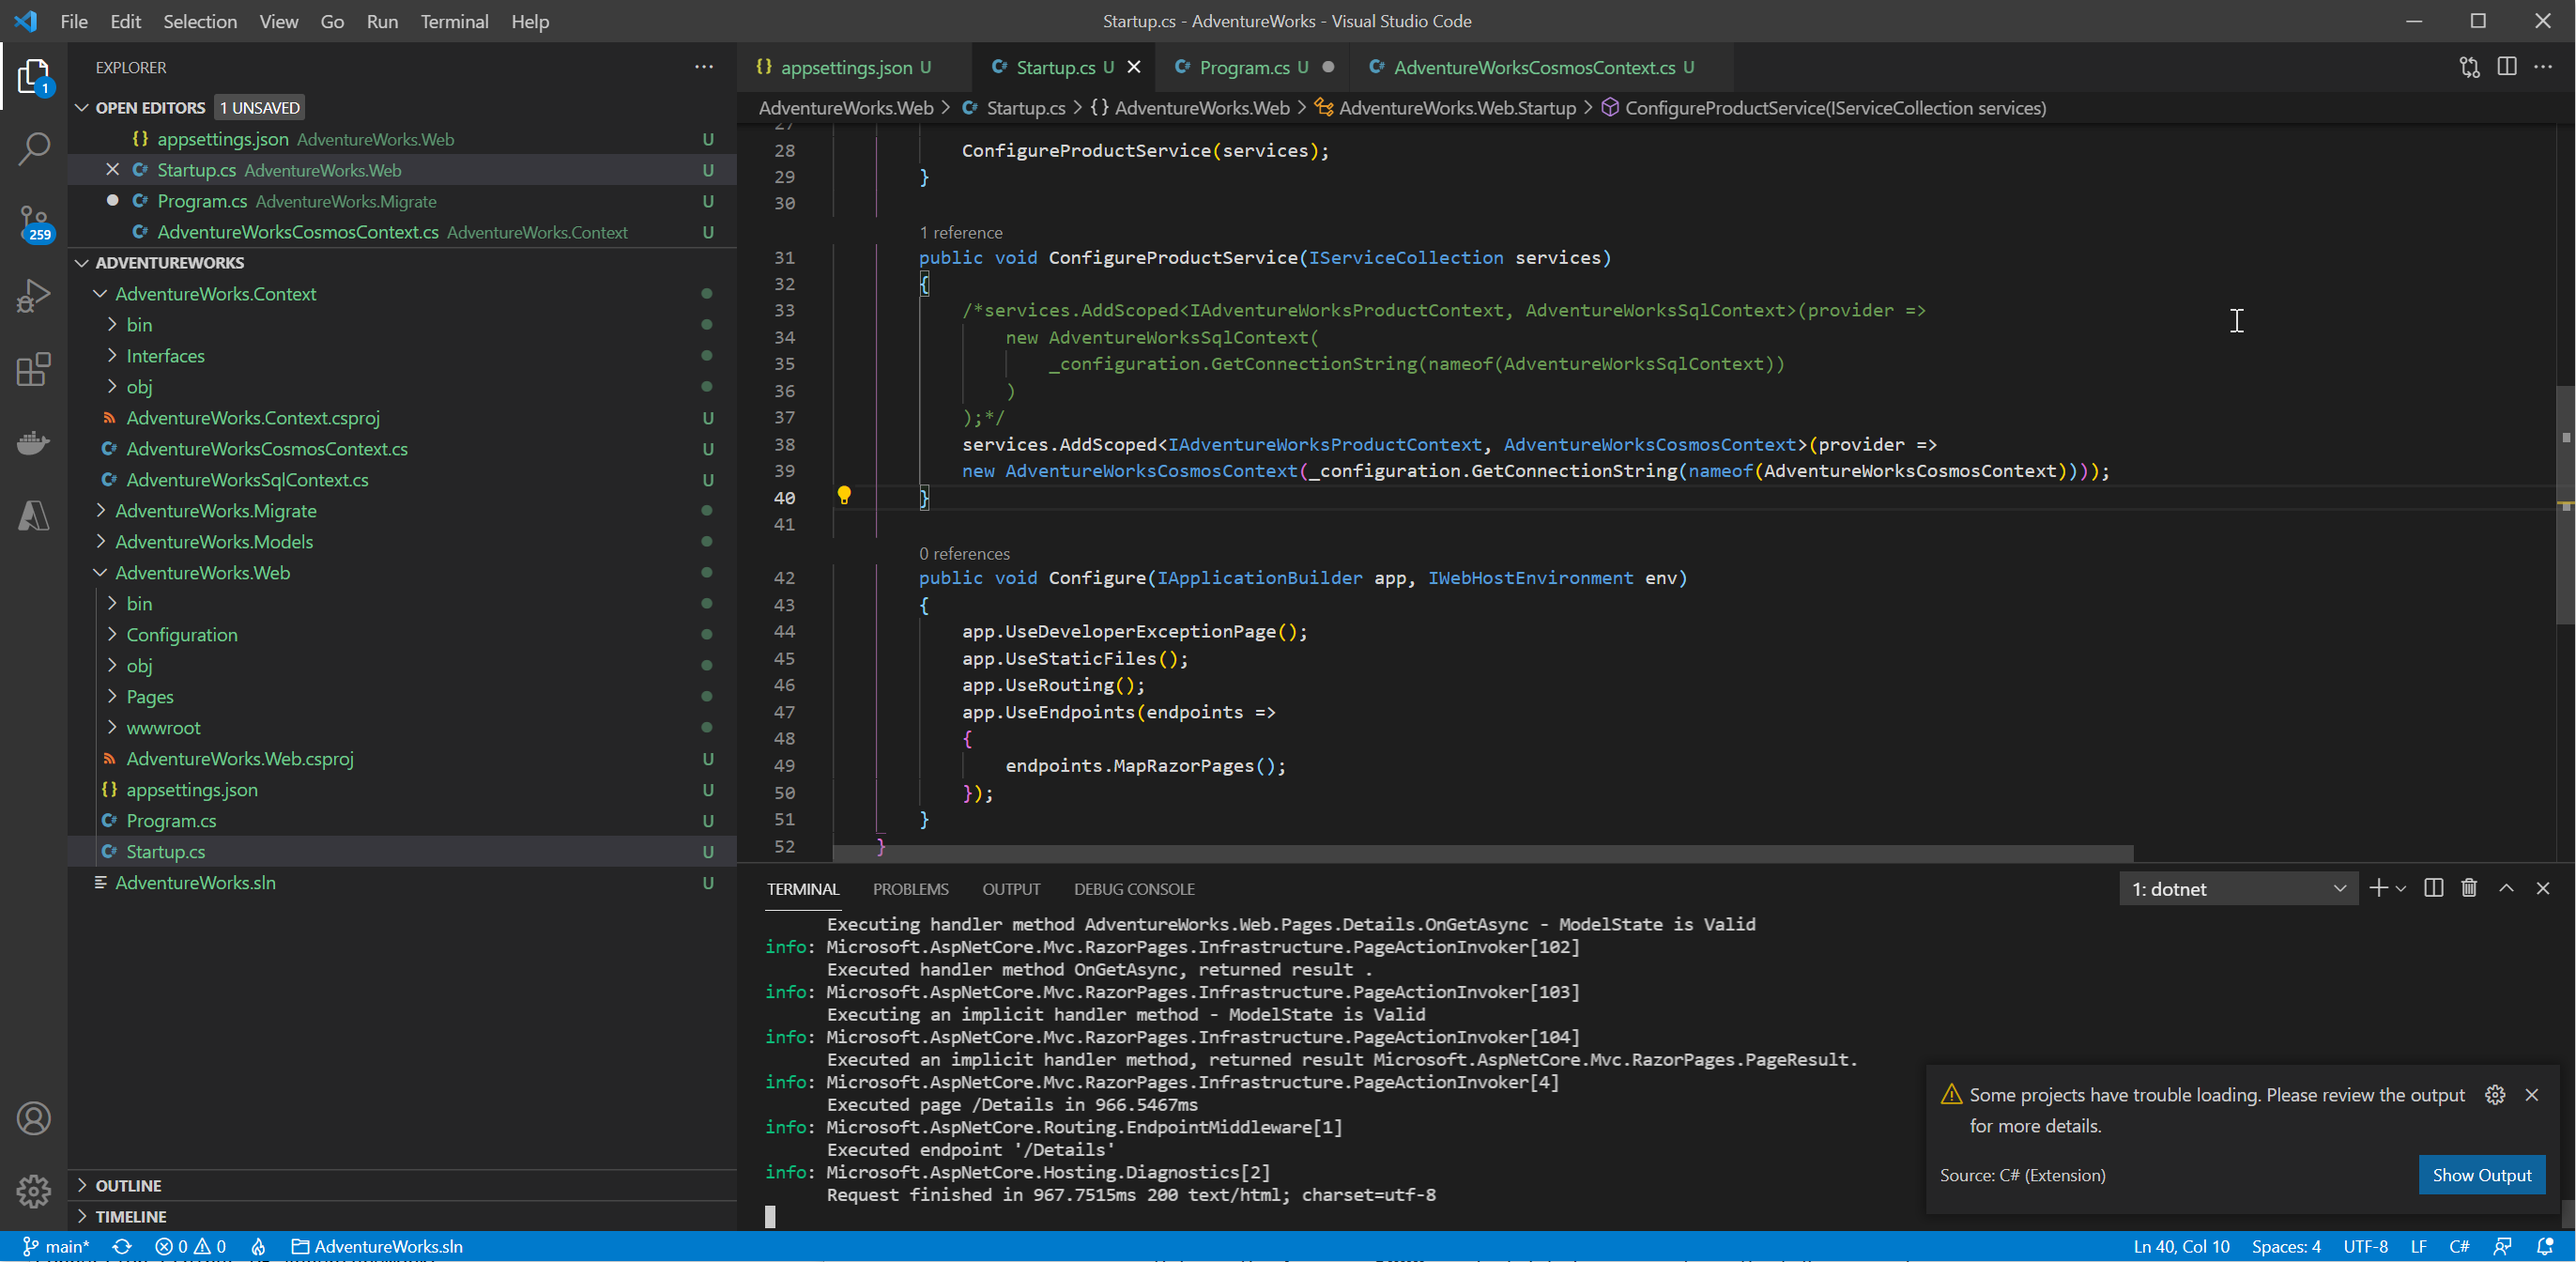 File Edit Selection View Go Run Terminal Help
Startup.cs - AdventureWorks - Visual Studio Code
EXPLORER
1
OPEN EDITORS 1 UNSAVED
appsettings.json AdventureWorks.Web U
Startup.cs AdventureWorks.Web U
Program.cs AdventureWorks.Migrate U
AdventureWorksCosmosContext.cs AdventureWorks.Context U
259
ADVENTUREWORKS
AdventureWorks.Context
bin
Interfaces
obj
AdventureWorks.Context.csproj U
AdventureWorksCosmosContext.cs U
AdventureWorksSqlContext.cs U
AdventureWorks.Migrate
AdventureWorks.Models
AdventureWorks.Web
bin
Configuration
obj
Pages
wwwroot
AdventureWorks.Web.csproj U
appsettings.json U
Program.cs U
Startup.cs U
AdventureWorks.sln U
OUTLINE
TIMELINE
appsettings.json U Startup.cs U Program.cs U AdventureWorksCosmosContext.cs U
AdventureWorks.Web > Startup.cs > {} AdventureWorks.Web > AdventureWorks.Web.Startup > ConfigureProductService(IServiceCollection services)
27
28 ConfigureProductService(services);
29 }
30
1 reference
31 public void ConfigureProductService(IServiceCollection services)
32 {
33 /*services.AddScoped<IAdventureWorksProductContext, AdventureWorksSqlContext>(provider =>
34 new AdventureWorksSqlContext(
35 _configuration.GetConnectionString(nameof(AdventureWorksSqlContext))
36 )
37 );*/
38 services.AddScoped<IAdventureWorksProductContext, AdventureWorksCosmosContext>(provider =>
39 new AdventureWorksCosmosContext(_configuration.GetConnectionString(nameof(AdventureWorksCosmosContext))));
40 }
41
0 references
42 public void Configure(IApplicationBuilder app, IWebHostEnvironment env)
43 {
44 app.UseDeveloperExceptionPage();
45 app.UseStaticFiles();
46 app.UseRouting();
47 app.UseEndpoints(endpoints =>
48 {
49 endpoints.MapRazorPages();
50 });
51 }
52 }
TERMINAL PROBLEMS OUTPUT DEBUG CONSOLE 1: dotnet
Executing handler method AdventureWorks.Web.Pages.Details.OnGetAsync - ModelState is Valid
info: Microsoft.AspNetCore.Mvc.RazorPages.Infrastructure.PageActionInvoker[102]
Executed handler method OnGetAsync, returned result .
info: Microsoft.AspNetCore.Mvc.RazorPages.Infrastructure.PageActionInvoker[103]
Executing an implicit handler method - ModelState is Valid
info: Microsoft.AspNetCore.Mvc.RazorPages.Infrastructure.PageActionInvoker[104]
Executed an implicit handler method, returned result Microsoft.AspNetCore.Mvc.RazorPages.PageResult.
info: Microsoft.AspNetCore.Mvc.RazorPages.Infrastructure.PageActionInvoker[4]
Executed page /Details in 966.5467ms
info: Microsoft.AspNetCore.Routing.EndpointMiddleware[1]
Executed endpoint '/Details'
info: Microsoft.AspNetCore.Hosting.Diagnostics[2]
Request finished in 967.7515ms 200 text/html; charset=utf-8
Some projects have trouble loading. Please review the output
for more details.
Source: C# (Extension)
Show Output
main* 0 0 AdventureWorks.sln
Ln 40, Col 10 Spaces: 4 UTF-8 LF C#